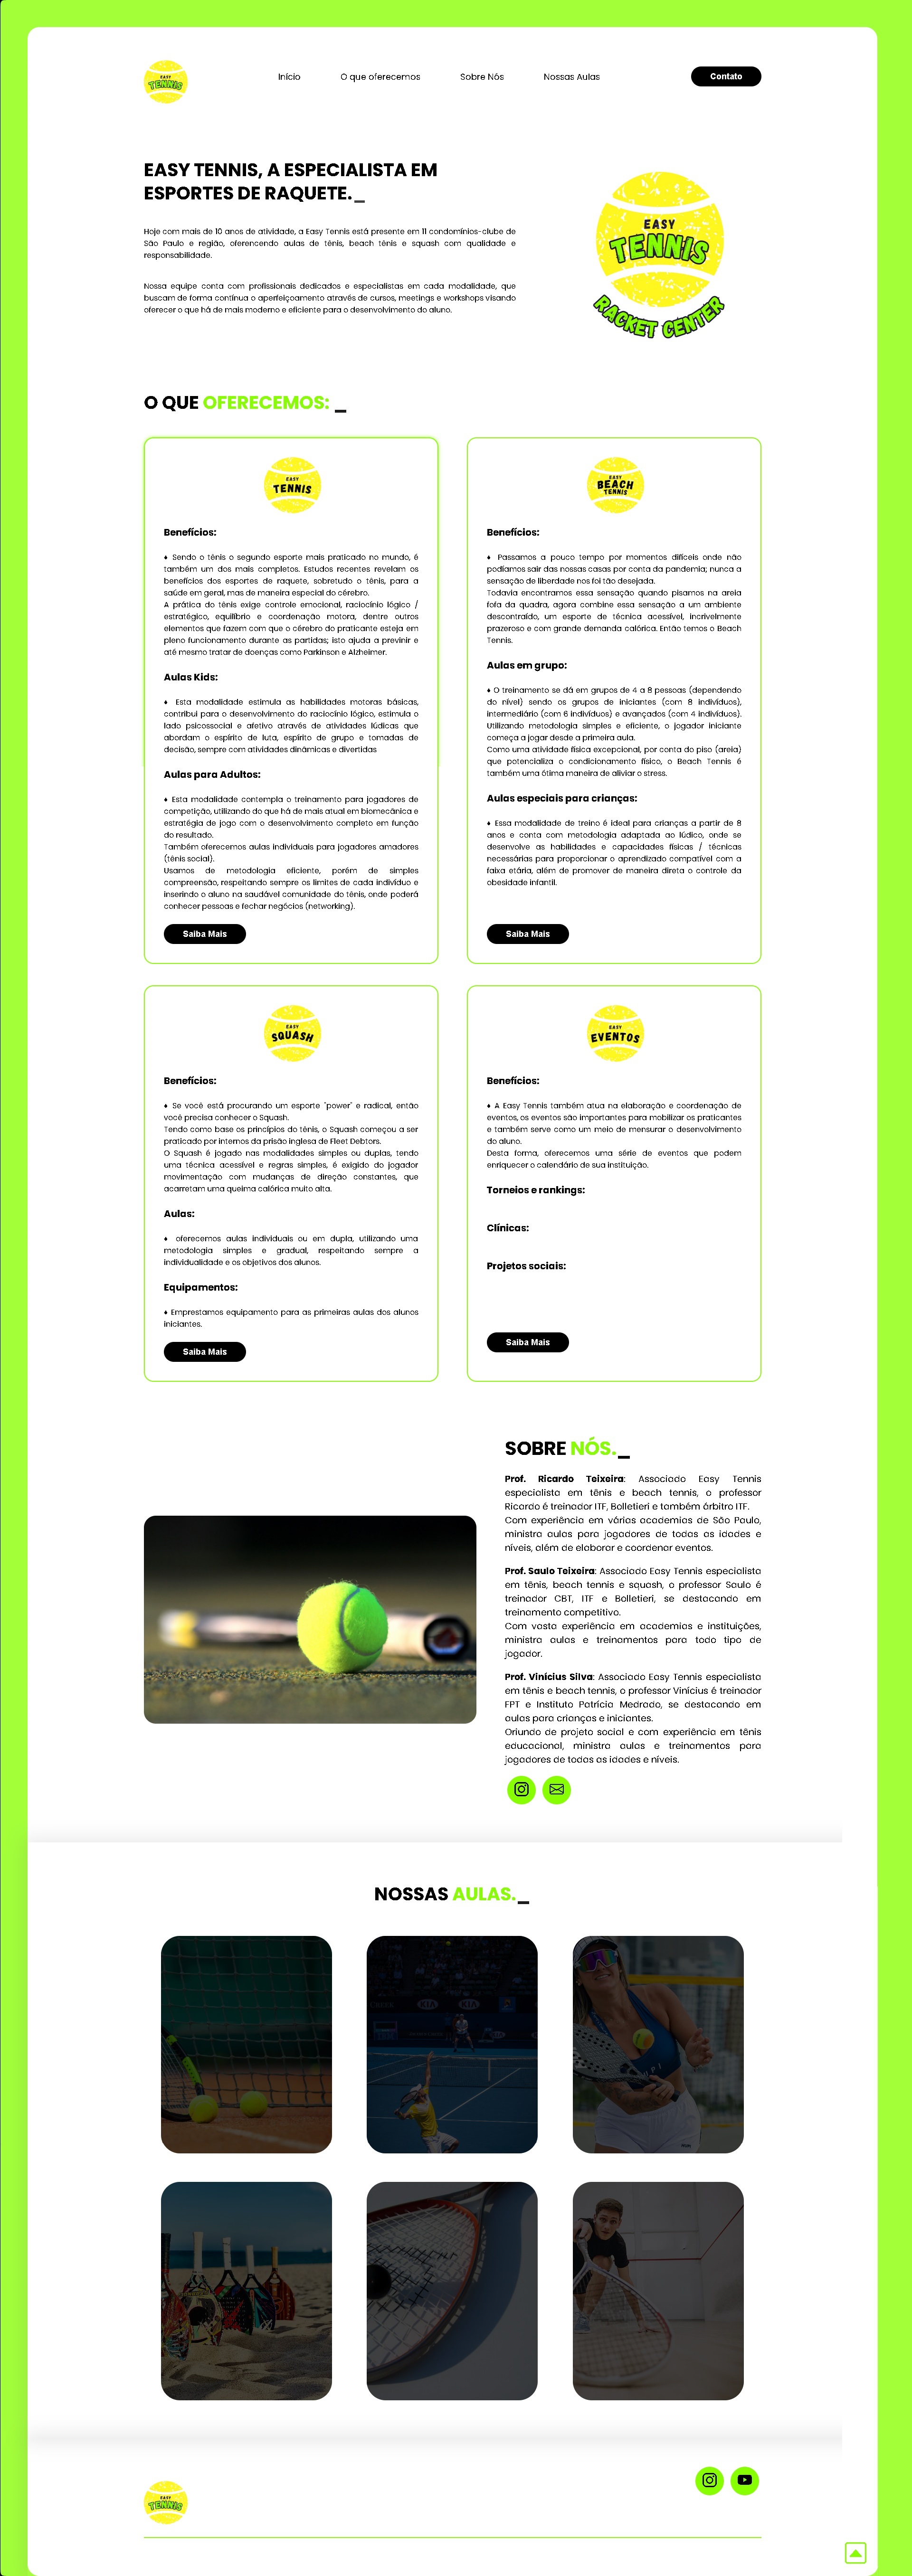 EASY
TENNIS
Início
O que oferecemos
Sobre Nós
Nossas Aulas
Contato
EASY TENNIS, A ESPECIALISTA EM
ESPORTES DE RAQUETE._
Hoje com mais de 10 anos de atividade, a Easy Tennis está presente em 11 condomínios-clube de
São Paulo e região, oferencendo aulas de tênis, beach tênis e squash com qualidade e
responsabilidade.
Nossa equipe conta com profissionais dedicados e especialistas em cada modalidade, que
buscam de forma contínua o aperfeiçoamento através de cursos, meetings e workshops visando
oferecer o que há de mais moderno e eficiente para o desenvolvimento do aluno.
EASY
TENNIS
RACKET CENTER
O QUE OFERECEMOS: _
EASY
TENNIS
Benefícios:
♦ Sendo o tênis o segundo esporte mais praticado no mundo, é
também um dos mais completos. Estudos recentes revelam os
benefícios dos esportes de raquete, sobretudo o tênis, para a
saúde em geral, mas de maneira especial do cérebro.
A prática do tênis exige controle emocional, raciocínio lógico /
estratégico, equilíbrio e coordenação motora, dentre outros
elementos que fazem com que o cérebro do praticante esteja em
pleno funcionamento durante as partidas; isto ajuda a previnir e
até mesmo tratar de doenças como Parkinson e Alzheimer.
Aulas Kids:
♦ Esta modalidade estimula as habilidades motoras básicas,
contribui para o desenvolvimento do raciocínio lógico, estimula o
lado psicossocial e afetivo através de atividades lúdicas que
abordam o espírito de luta, espírito de grupo e tomadas de
decisão, sempre com atividades dinâmicas e divertidas
Aulas para Adultos:
♦ Esta modalidade contempla o treinamento para jogadores de
competição, utilizando do que há de mais atual em biomecânica e
estratégia de jogo com o desenvolvimento completo em função
do resultado.
Também oferecemos aulas individuais para jogadores amadores
(tênis social).
Usamos de metodologia eficiente, porém de simples
compreensão, respeitando sempre os limites de cada indivíduo e
inserindo o aluno na saudável comunidade do tênis, onde poderá
conhecer pessoas e fechar negócios (networking).
Saiba Mais
EASY
BEACH
TENNIS
Benefícios:
♦ Passamos a pouco tempo por momentos difíceis onde não
podíamos sair das nossas casas por conta da pandemia; nunca a
sensação de liberdade nos foi tão desejada.
Todavia encontramos essa sensação quando pisamos na areia
fofa da quadra, agora combine essa sensação a um ambiente
descontraído, um esporte de técnica acessível, incrivelmente
prazeroso e com grande demanda calórica. Então temos o Beach
Tennis.
Aulas em grupo:
♦ O treinamento se dá em grupos de 4 a 8 pessoas (dependendo
do nível) sendo os grupos de iniciantes (com 8 indivíduos),
intermediário (com 6 indivíduos) e avançados (com 4 indivíduos).
Utilizando metodologia simples e eficiente, o jogador iniciante
começa a jogar desde a primeira aula.
Como uma atividade física excepcional, por conta do piso (areia)
que potencializa o condicionamento físico, o Beach Tennis é
também uma ótima maneira de aliviar o stress.
Aulas especiais para crianças:
♦ Essa modalidade de treino é ideal para crianças a partir de 8
anos e conta com metodologia adaptada ao lúdico, onde se
desenvolve as habilidades e capacidades físicas / técnicas
necessárias para proporcionar o aprendizado compatível com a
faixa etária, além de promover de maneira direta o controle da
obesidade infantil.
Saiba Mais
EASY
SQUASH
Benefícios:
♦ Se você está procurando um esporte "power" e radical, então
você precisa conhecer o Squash.
Tendo como base os princípios do tênis, o Squash começou a ser
praticado por internos da prisão inglesa de Fleet Debtors.
O Squash é jogado nas modalidades simples ou duplas, tendo
uma técnica acessível e regras simples, é exigido do jogador
movimentação com mudanças de direção constantes, que
acarretam uma queima calórica muito alta.
Aulas:
♦ oferecemos aulas individuais ou em dupla, utilizando uma
metodologia simples e gradual, respeitando sempre a
individualidade e os objetivos dos alunos.
Equipamentos:
♦ Emprestamos equipamento para as primeiras aulas dos alunos
iniciantes.
Saiba Mais
EASY
EVENTOS
Benefícios:
♦ A Easy Tennis também atua na elaboração e coordenação de
eventos, os eventos são importantes para mobilizar os praticantes
e também serve como um meio de mensurar o desenvolvimento
do aluno.
Desta forma, oferecemos uma série de eventos que podem
enriquecer o calendário de sua instituição.
Torneios e rankings:
Clínicas:
Projetos sociais:
Saiba Mais
SOBRE NÓS._
Prof. Ricardo Teixeira: Associado Easy Tennis
especialista em tênis e beach tennis, o professor
Ricardo é treinador ITF, Bolletieri e também árbitro ITF.
Com experiência em várias academias de São Paulo,
ministra aulas para jogadores de todas as idades e
níveis, além de elaborar e coordenar eventos.
Prof. Saulo Teixeira: Associado Easy Tennis especialista
em tênis, beach tennis e squash, o professor Saulo é
treinador CBT, ITF e Bolletieri, se destacando em
treinamento competitivo.
Com vasta experiência em academias e instituições,
ministra aulas e treinamentos para todo tipo de
jogador.
Prof. Vinícius Silva: Associado Easy Tennis especialista
em tênis e beach tennis, o professor Vinícius é treinador
FPT e Instituto Patrícia Medrado, se destacando em
aulas para crianças e iniciantes.
Oriundo de projeto social e com experiência em tênis
educacional, ministra aulas e treinamentos para
jogadores de todas as idades e níveis.
NOSSAS AULAS._
KIA
KIA
EASY
TENNIS